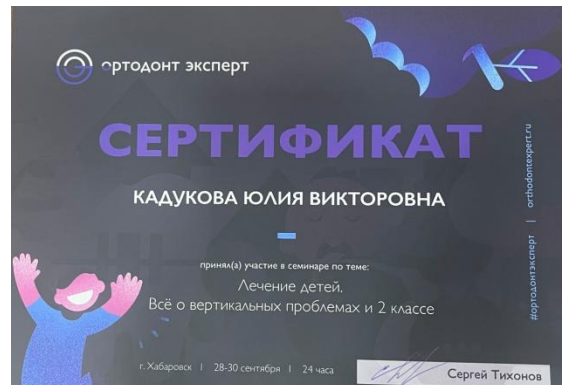 ортодонт эксперт
СЕРТИФИКАТ
КАДУКОВА ЮЛИЯ ВИКТОРОВНА
принял(а) участие в семинаре по теме:
Лечение детей.
Всё о вертикальных проблемах и 2 классе
г. Хабаровск | 28-30 сентября | 24 часа
Сергей Тихонов
#ортодонтэксперт | orthodontexpert.ru